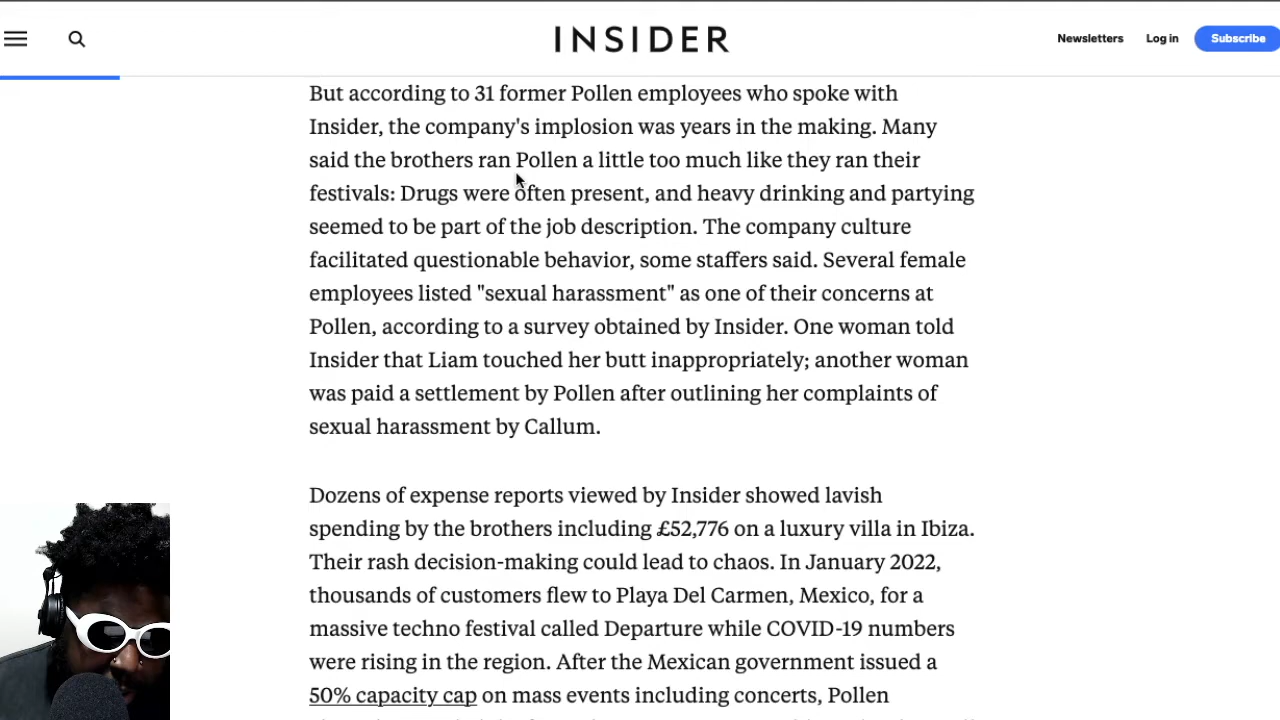 INSIDER
Newsletters Log in Subscribe
But according to 31 former Pollen employees who spoke with
Insider, the company's implosion was years in the making. Many
said the brothers ran Pollen a little too much like they ran their
festivals: Drugs were often present, and heavy drinking and partying
seemed to be part of the job description. The company culture
facilitated questionable behavior, some staffers said. Several female
employees listed "sexual harassment" as one of their concerns at
Pollen, according to a survey obtained by Insider. One woman told
Insider that Liam touched her butt inappropriately; another woman
was paid a settlement by Pollen after outlining her complaints of
sexual harassment by Callum.
Dozens of expense reports viewed by Insider showed lavish
spending by the brothers including £52,776 on a luxury villa in Ibiza.
Their rash decision-making could lead to chaos. In January 2022,
thousands of customers flew to Playa Del Carmen, Mexico, for a
massive techno festival called Departure while COVID-19 numbers
were rising in the region. After the Mexican government issued a
50% capacity cap on mass events including concerts, Pollen